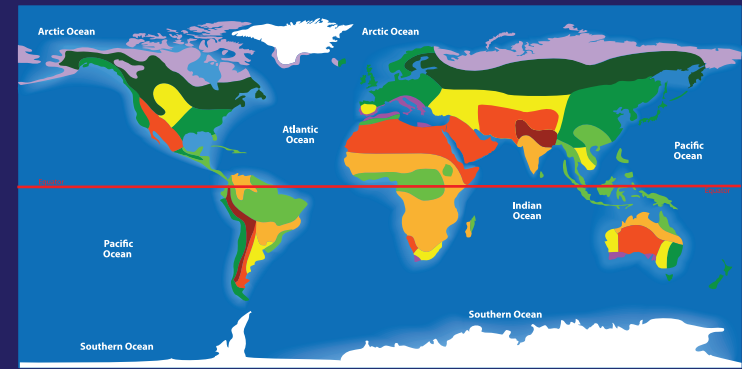 Arctic Ocean
Arctic Ocean
Atlantic
Ocean
Pacific
Ocean
Indian
Ocean
Pacific
Ocean
Southern Ocean
Southern Ocean